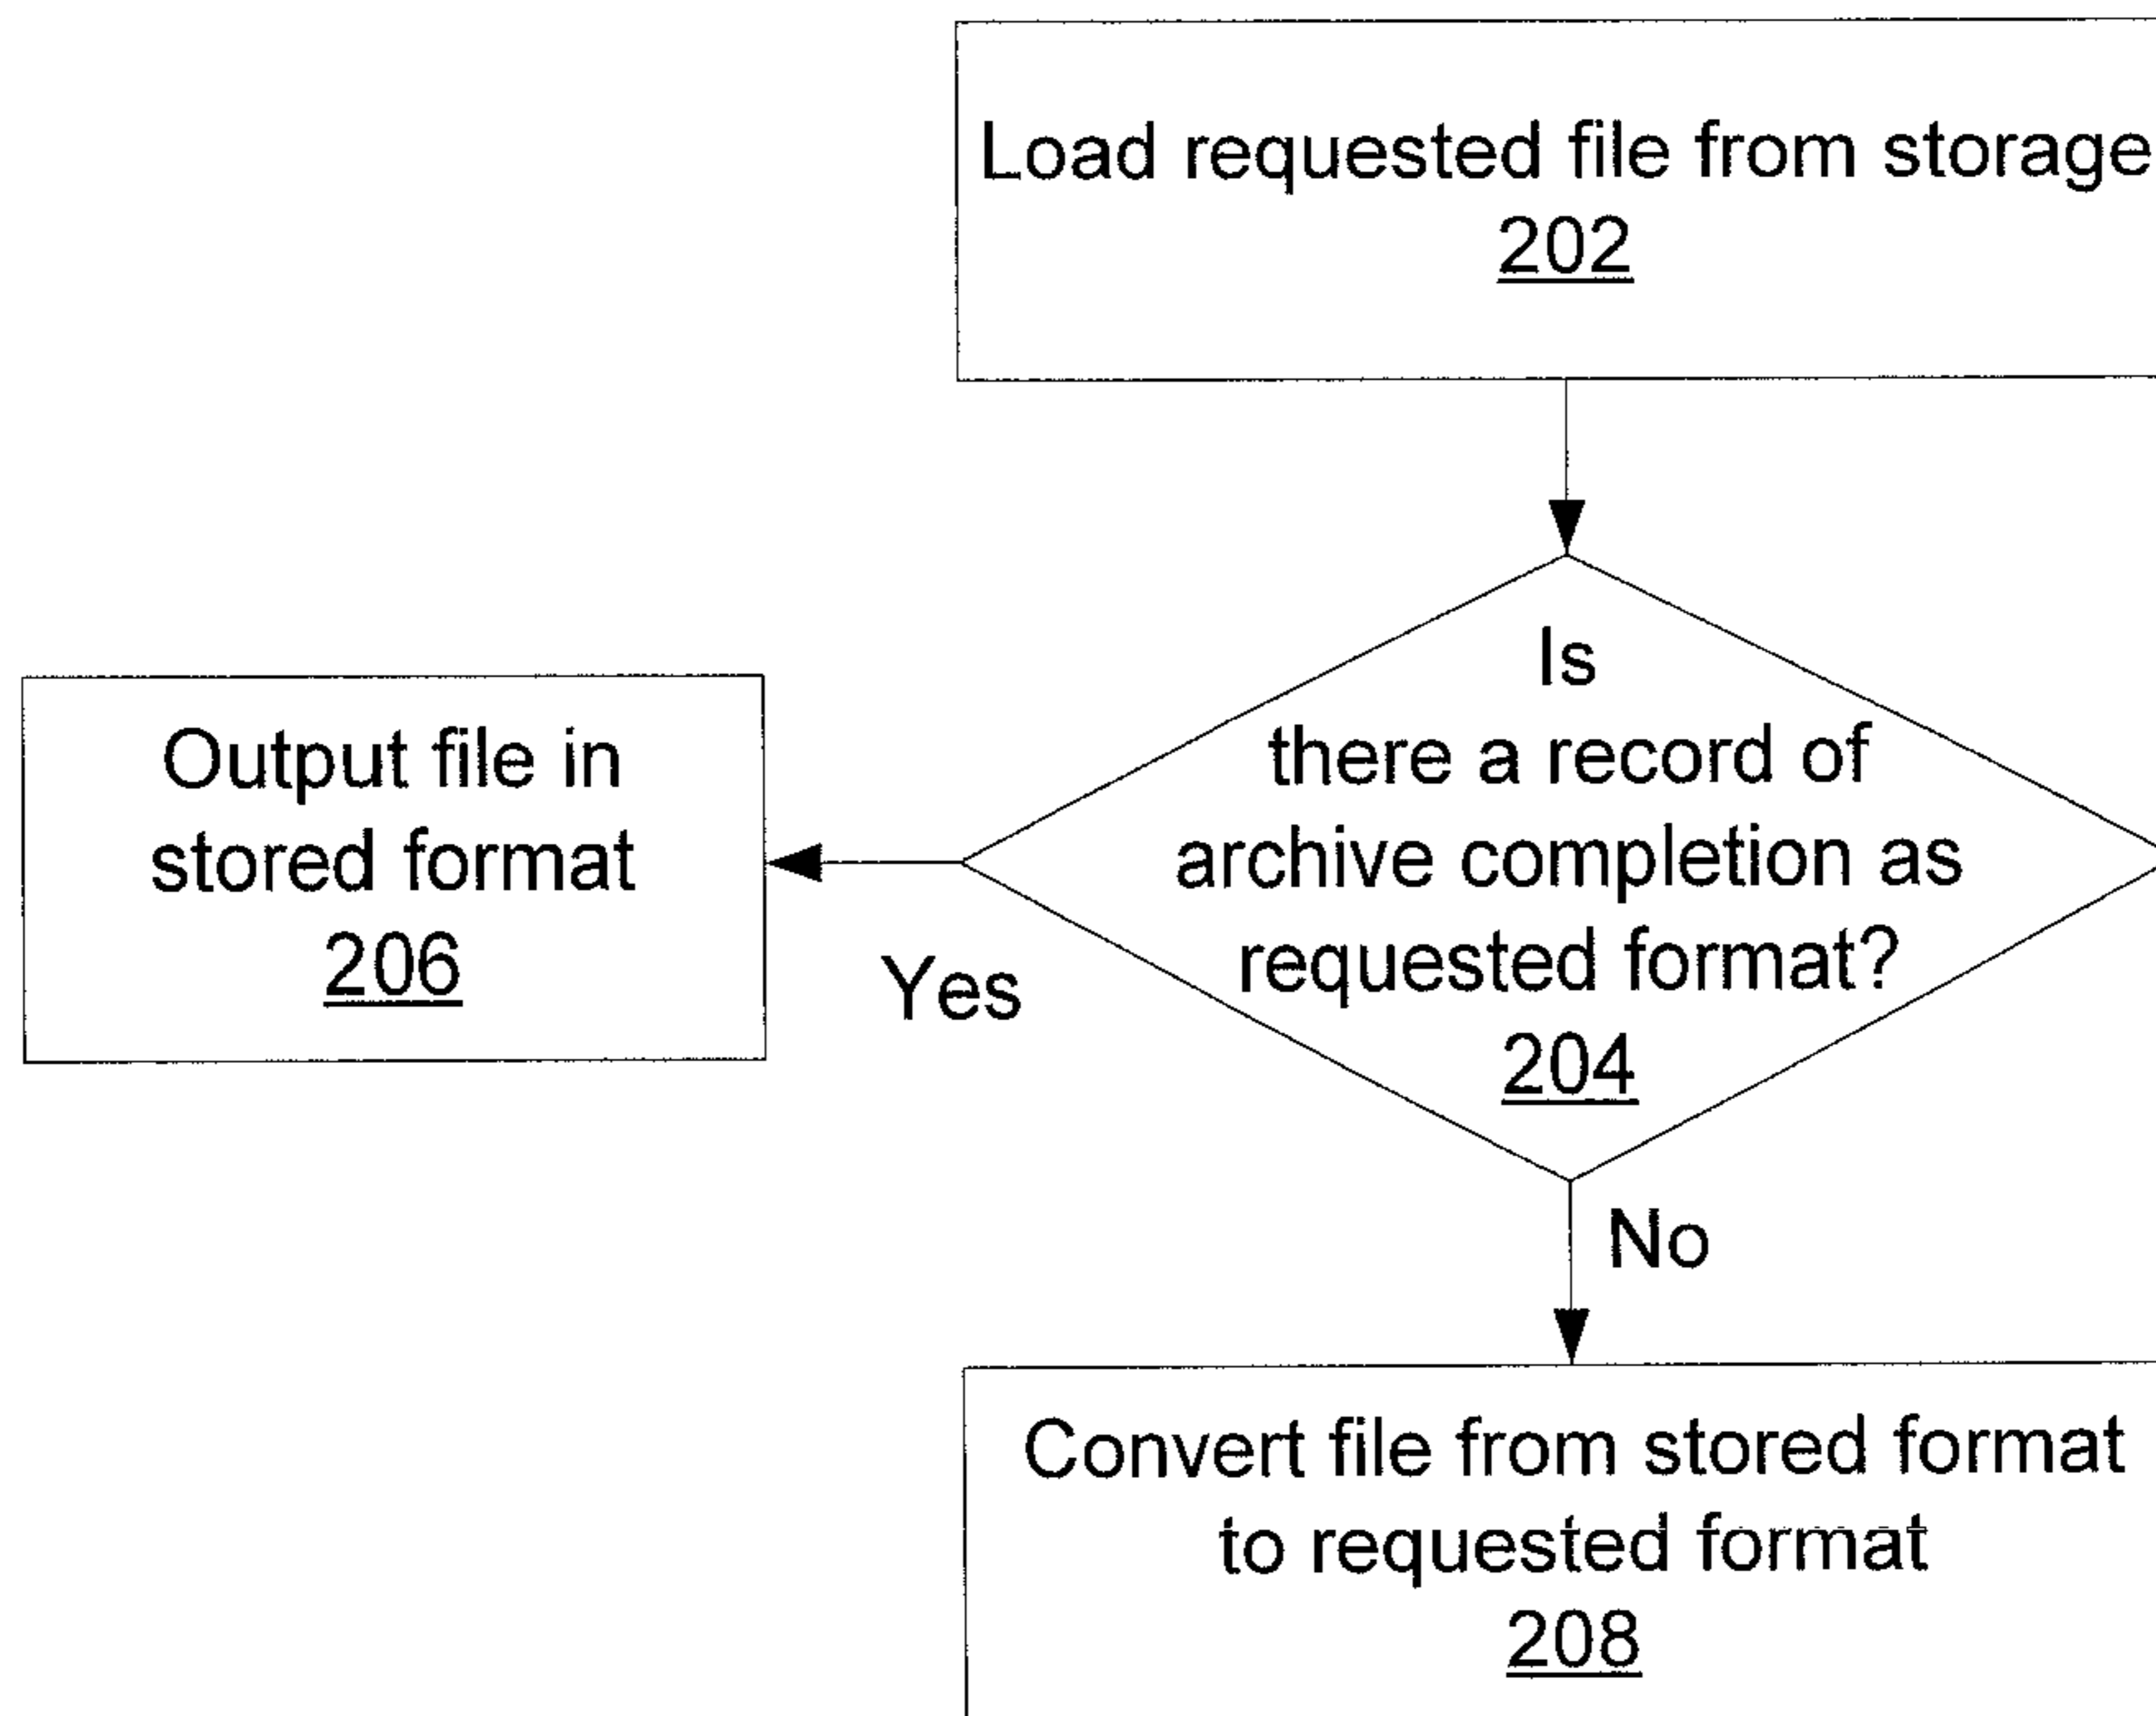 Load requested file from storage
202
Is
there a record of
archive completion as
requested format?
204
Yes
Output file in
stored format
206
No
Convert file from stored format
to requested format
208